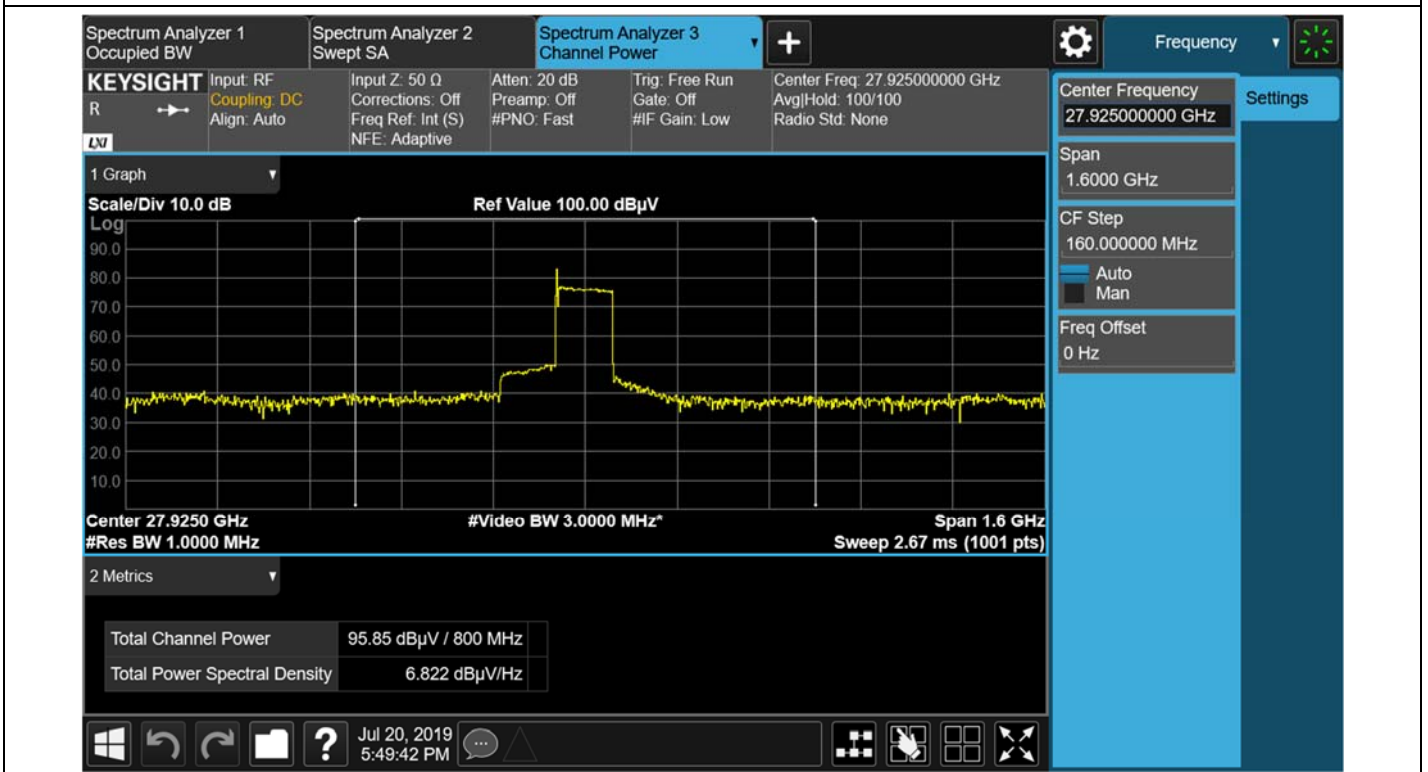 Spectrum Analyzer 1
Occupied BW
Spectrum Analyzer 2
Swept SA
Spectrum Analyzer 3
Channel Power
Frequency
KEYSIGHT
R
LXI
Input: RF
Coupling: DC
Align: Auto
Input Z: 50 Ω
Corrections: Off
Freq Ref: Int (S)
NFE: Adaptive
Atten: 20 dB
Preamp: Off
#PNO: Fast
Trig: Free Run
Gate: Off
#IF Gain: Low
Center Freq: 27.925000000 GHz
Avg|Hold: 100/100
Radio Std: None
Center Frequency
27.925000000 GHz
Settings
Span
1.6000 GHz
CF Step
160.000000 MHz
Auto
Man
Freq Offset
0 Hz
1 Graph
Scale/Div 10.0 dB
Ref Value 100.00 dBµV
Log
90.0
80.0
70.0
60.0
50.0
40.0
30.0
20.0
10.0
Center 27.9250 GHz
#Video BW 3.0000 MHz*
Span 1.6 GHz
#Res BW 1.0000 MHz
Sweep 2.67 ms (1001 pts)
2 Metrics
Total Channel Power 95.85 dBµV / 800 MHz
Total Power Spectral Density 6.822 dBµV/Hz
?
Jul 20, 2019
5:49:42 PM